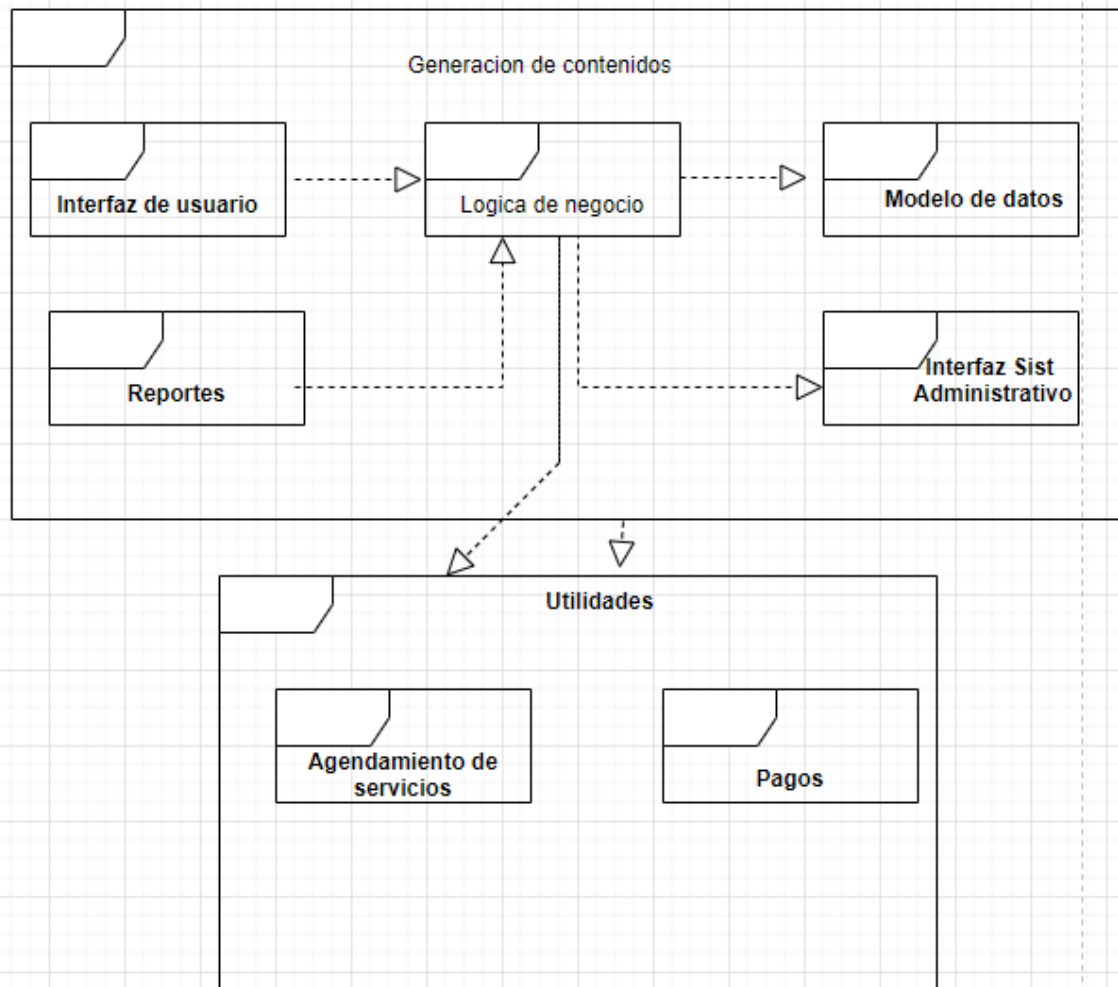 Generacion de contenidos
Interfaz de usuario
Logica de negocio
Modelo de datos
Reportes
Interfaz Sist
Administrativo
Utilidades
Agendamiento de
servicios
Pagos